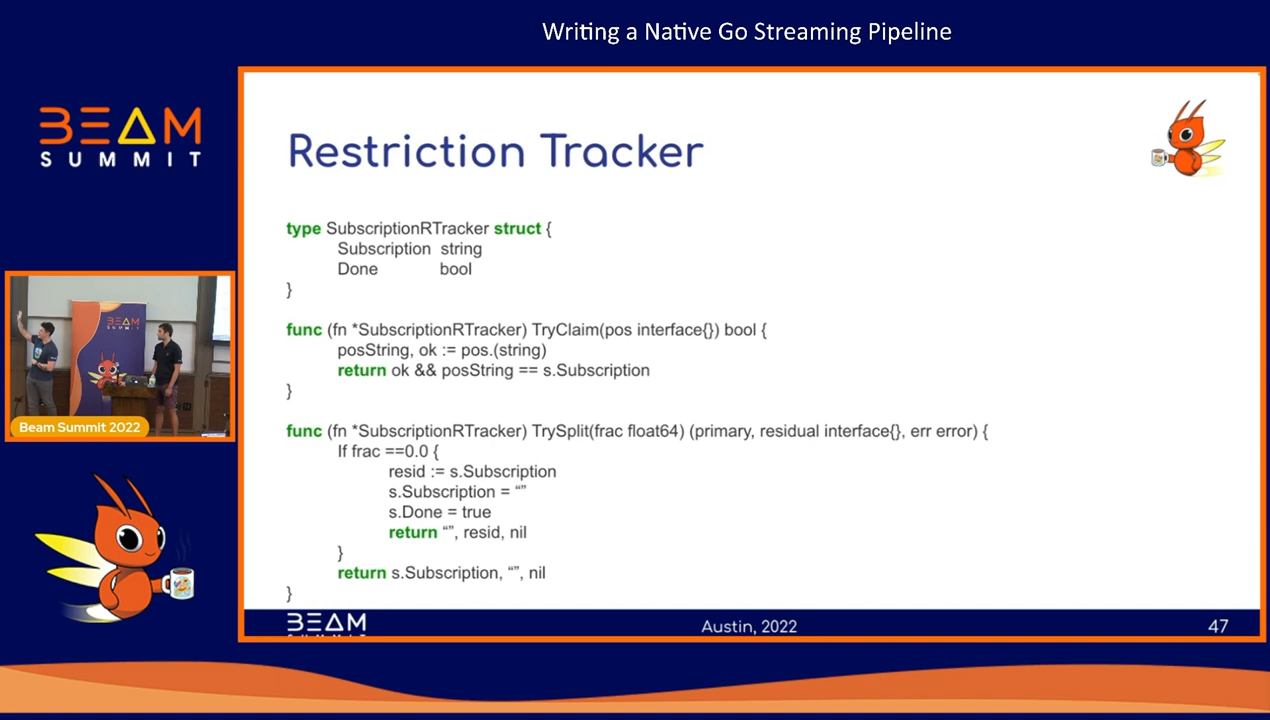 Writing a Native Go Streaming Pipeline
BEAM
SUMMIT
Restriction Tracker
type SubscriptionRTracker struct {
Subscription string
Done bool
}
func (fn *SubscriptionRTracker) TryClaim(pos interface{}) bool {
posString, ok := pos.(string)
return ok && posString == s.Subscription
}
func (fn *SubscriptionRTracker) TrySplit(frac float64) (primary, residual interface{}, err error) {
If frac ==0.0 {
resid := s.Subscription
s.Subscription = “”
s.Done = true
return “”, resid, nil
}
return s.Subscription, “”, nil
}
BEAM
SUMMIT
Beam Summit 2022
BEAM
Austin, 2022
47